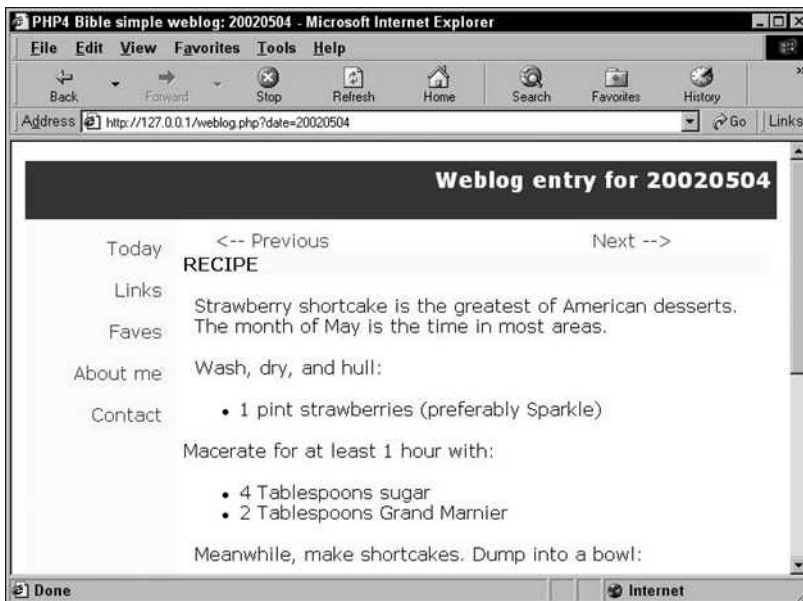 PHP4 Bible simple weblog: 20020504 - Microsoft Internet Explorer
File Edit View Favorites Tools Help
Back Forward Stop Refresh Home Search Favorites History »
Address http://127.0.0.1/weblog.php?date=20020504 Go Links
Weblog entry for 20020504
Today
Links
Faves
About me
Contact
<-- Previous Next -->
RECIPE
Strawberry shortcake is the greatest of American desserts.
The month of May is the time in most areas.
Wash, dry, and hull:
• 1 pint strawberries (preferably Sparkle)
Macerate for at least 1 hour with:
• 4 Tablespoons sugar
• 2 Tablespoons Grand Marnier
Meanwhile, make shortcakes. Dump into a bowl:
Done Internet